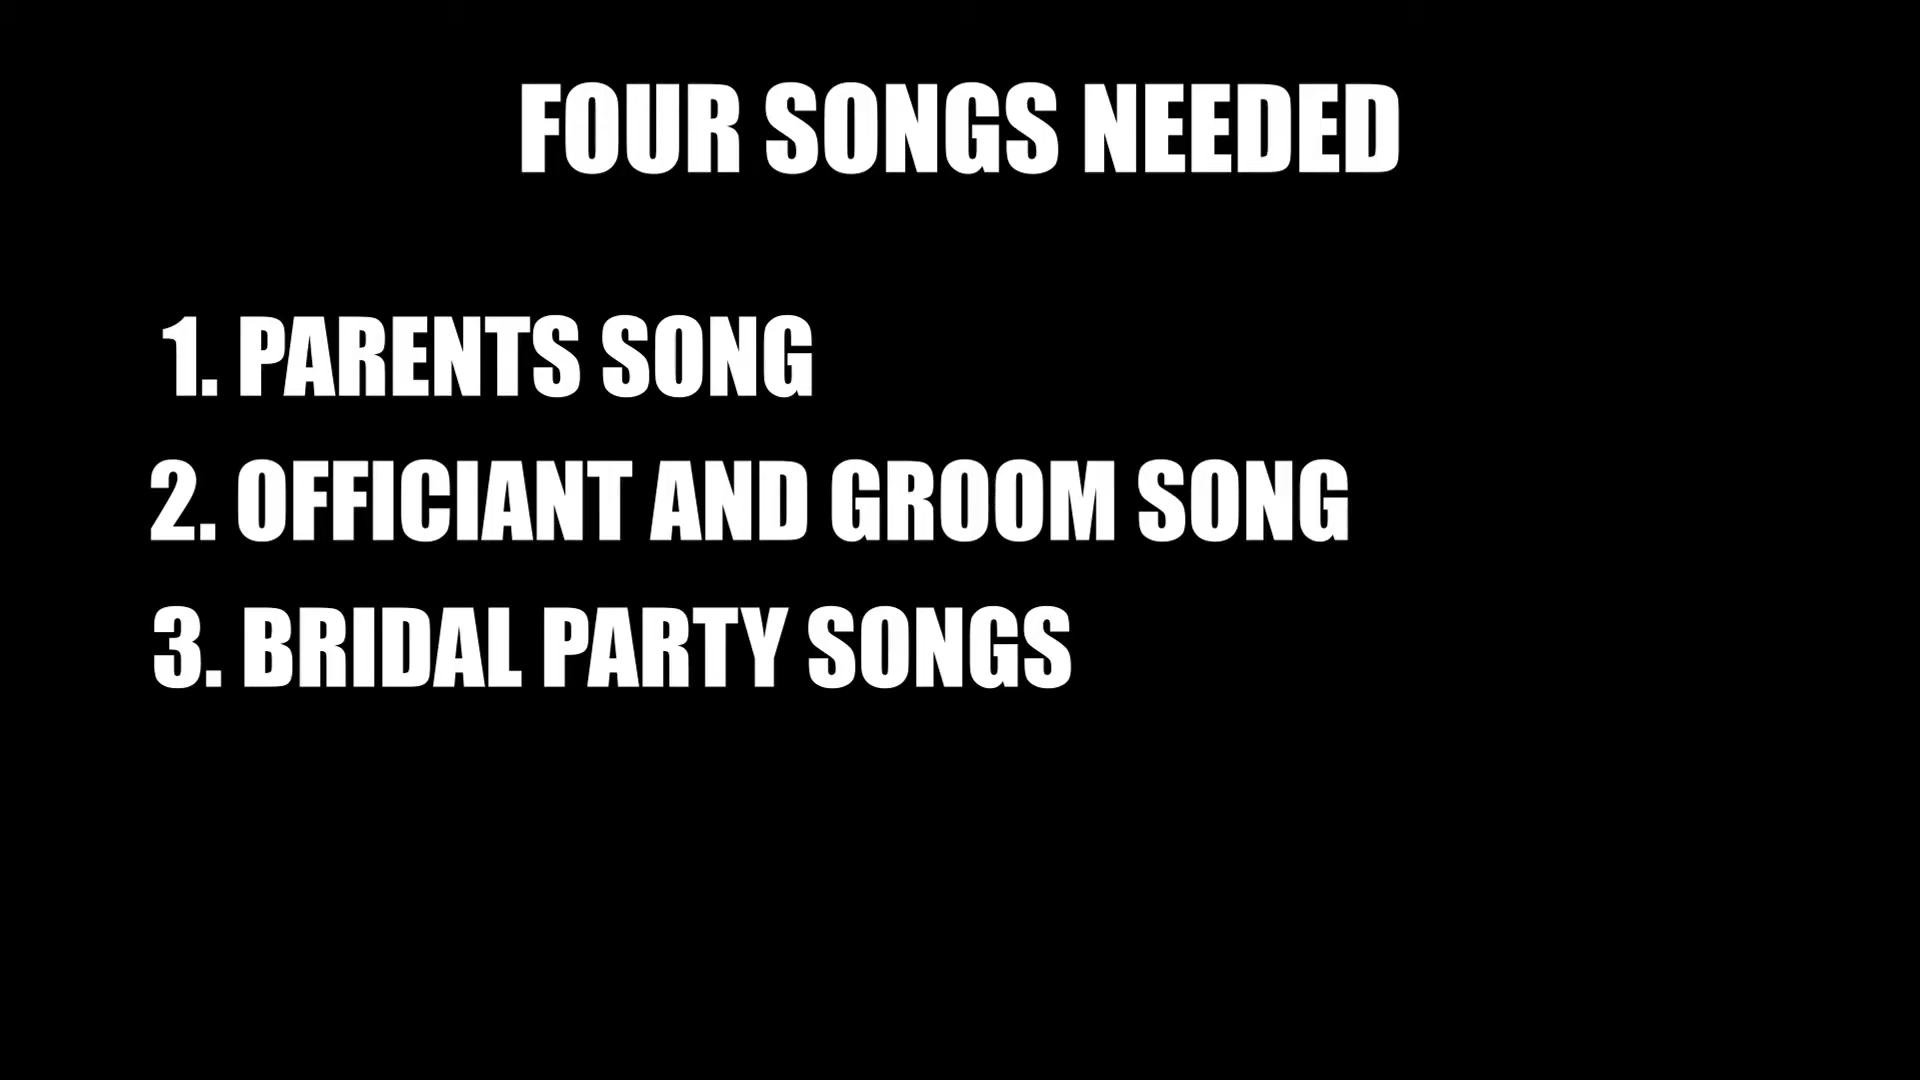 FOUR SONGS NEEDED
1. PARENTS SONG
2. OFFICIANT AND GROOM SONG
3. BRIDAL PARTY SONGS